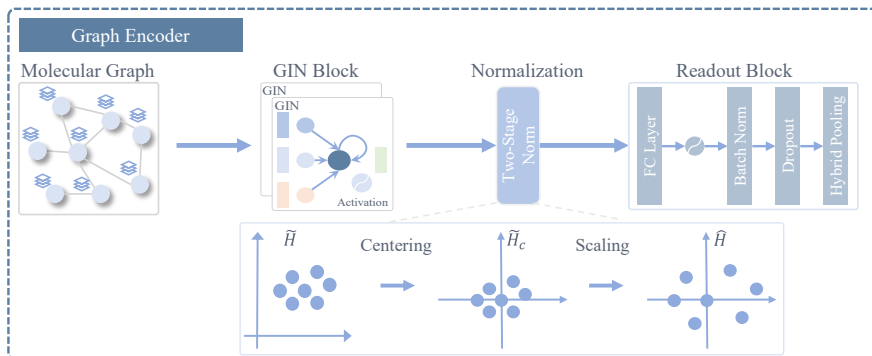 Graph Encoder
Molecular Graph
GIN Block
Normalization
Readout Block
GIN
GIN
Activation
Two-Stage
Norm
FC Layer
Batch Norm
Dropout
Hybrid Pooling
H̃
Centering
H̃_c
Scaling
Ĥ